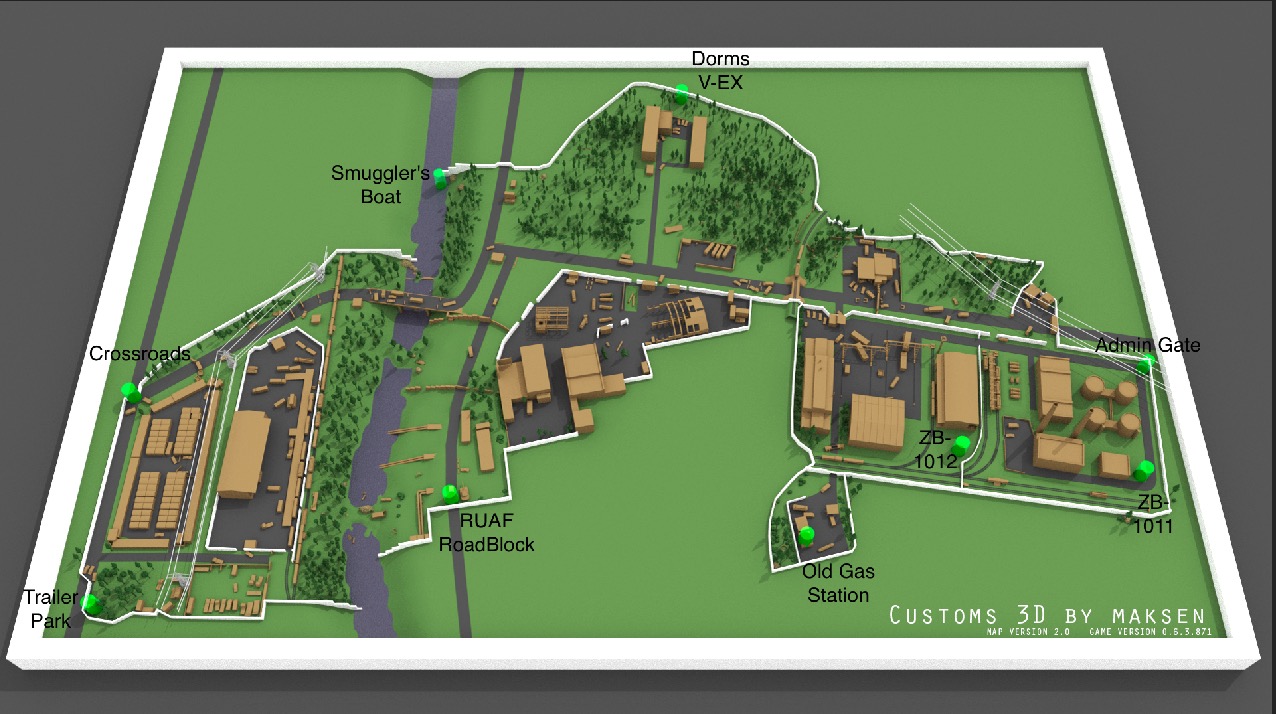 Dorms
V-EX
Smuggler's
Boat
Crossroads
Admin Gate
ZB-
1012
ZB-
1011
RUAF
RoadBlock
Old Gas
Station
Trailer
Park
CUSTOMS 3D BY MAKSEN
MAP VERSION 2.0 GAME VERSION 0.6.3.871